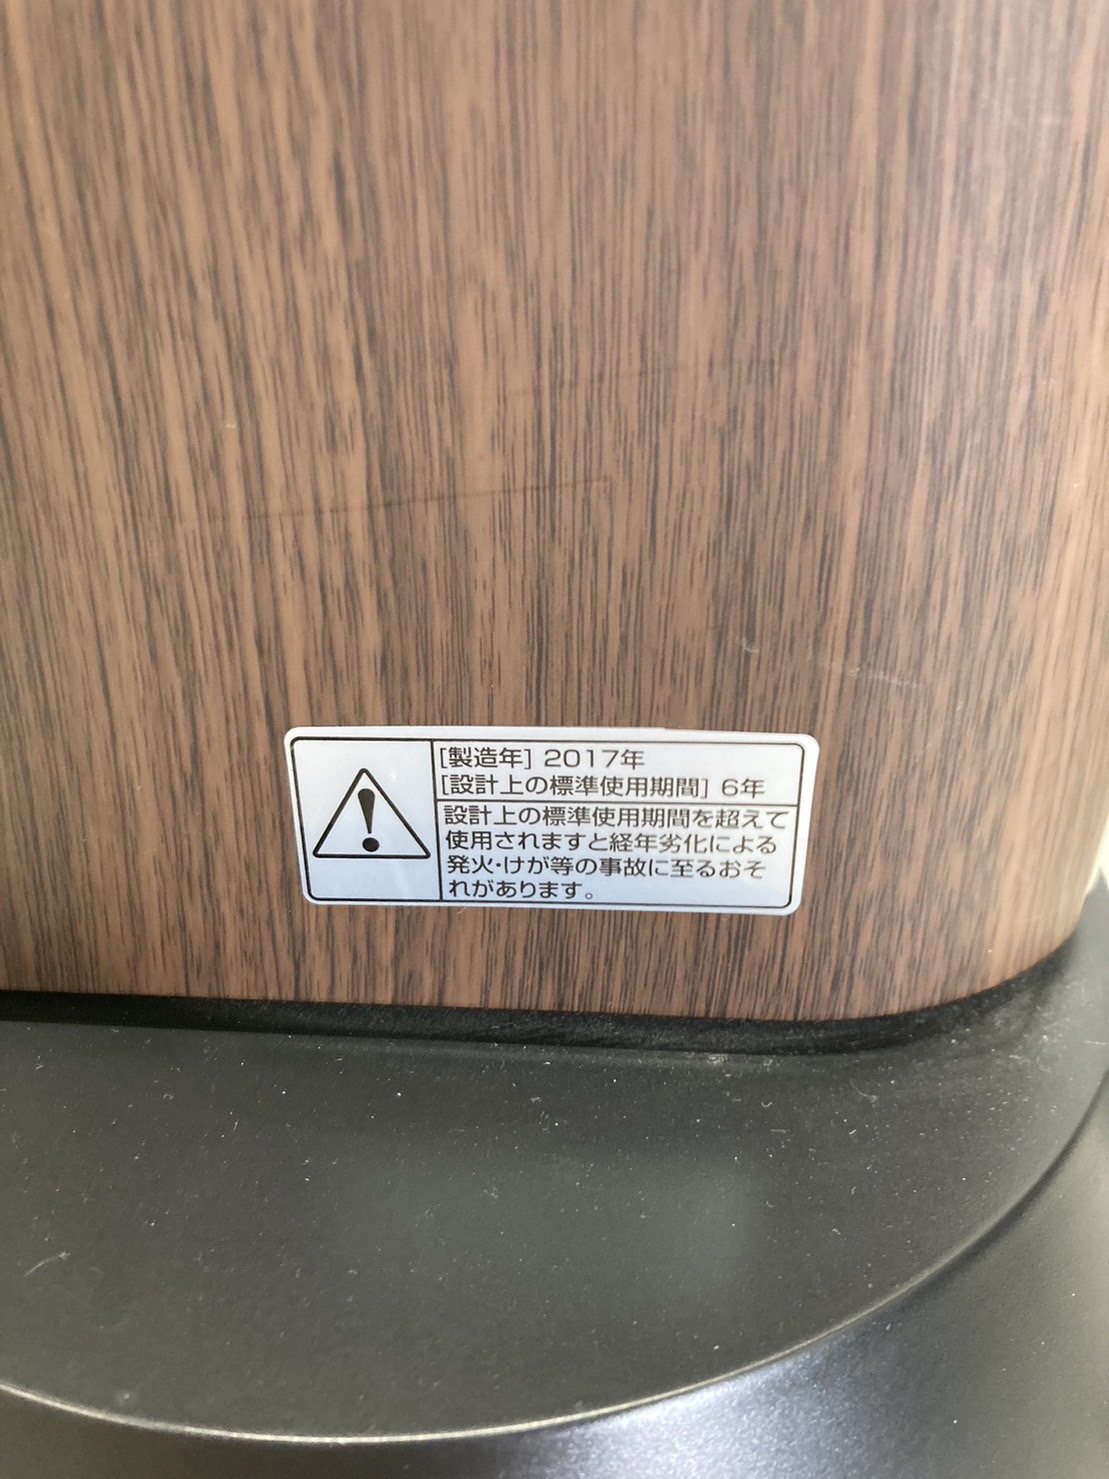 [製造年] 2017年
[設計上の標準使用期間] 6年
設計上の標準使用期間を超えて
使用されますと経年劣化による
発火・けが等の事故に至るおそ
れがあります。